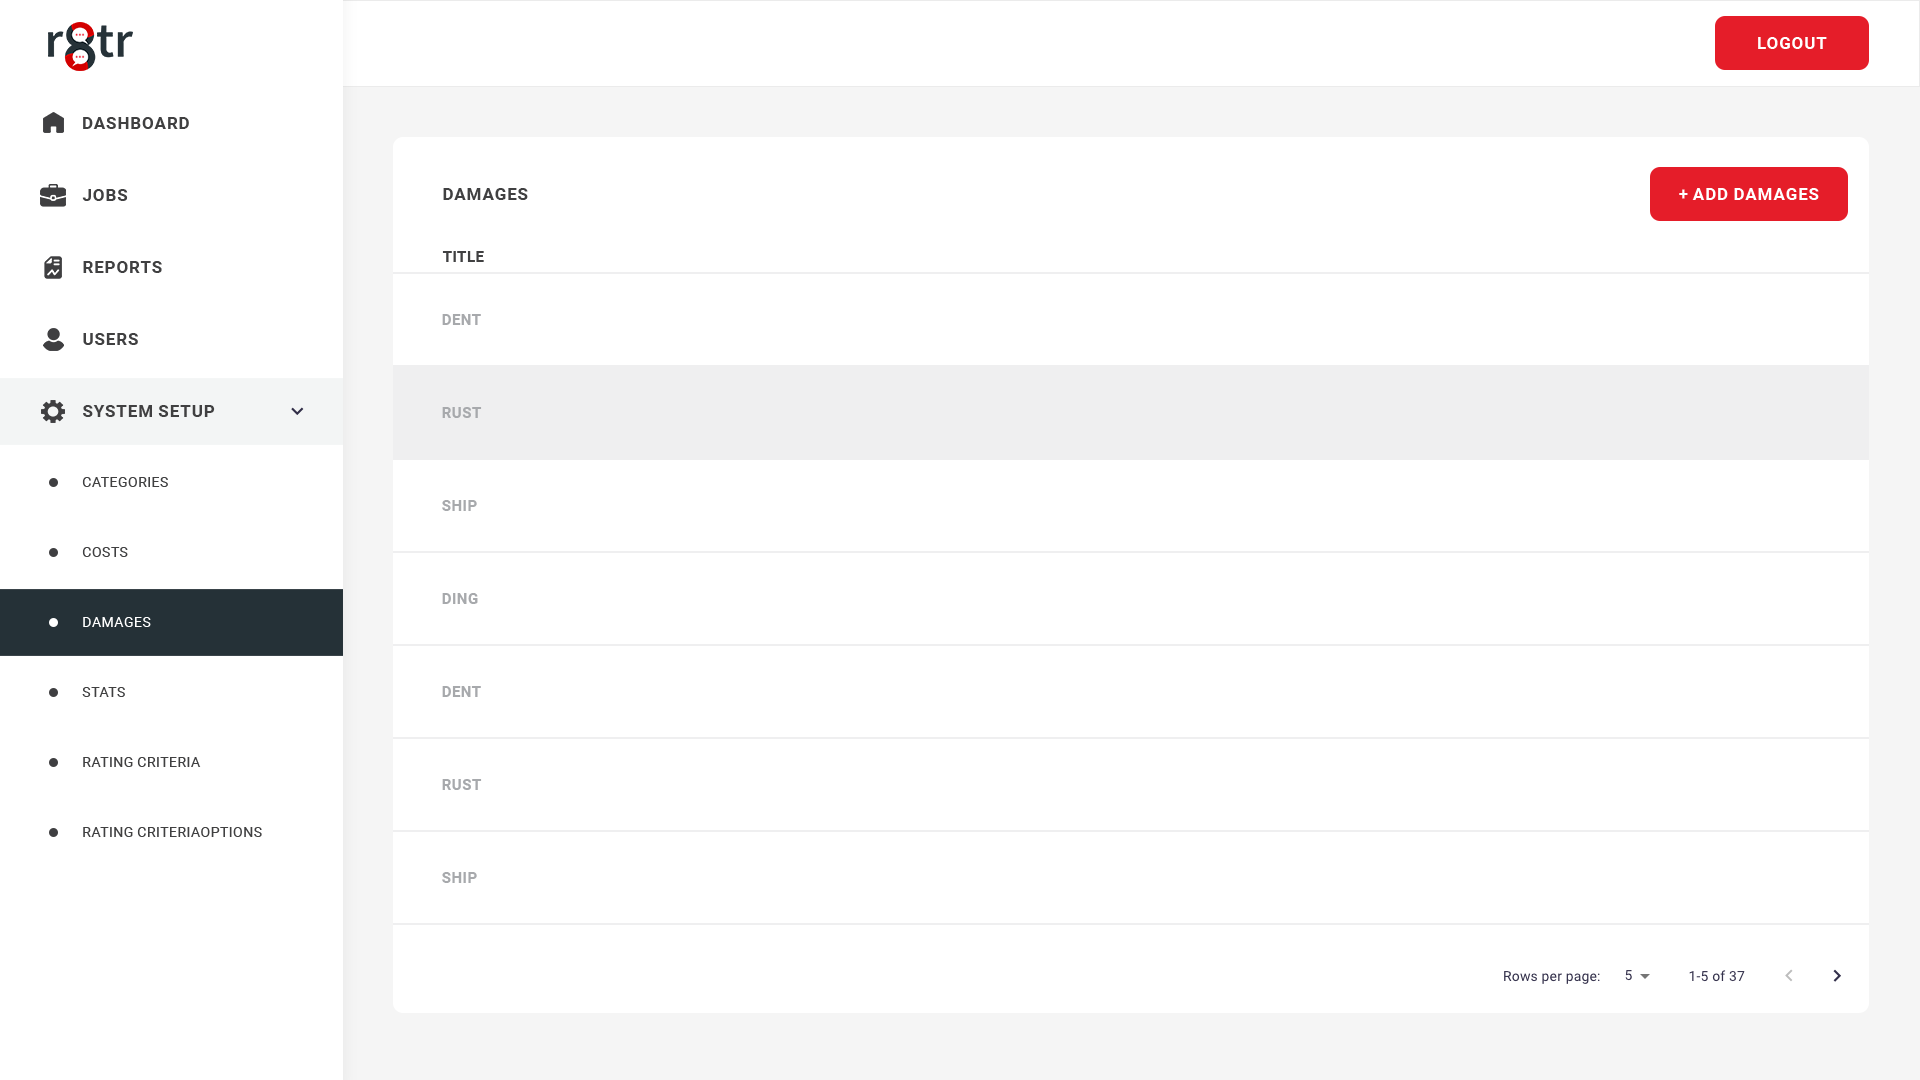 r8tr
LOGOUT
DASHBOARD
JOBS
REPORTS
USERS
SYSTEM SETUP
CATEGORIES
COSTS
DAMAGES
STATS
RATING CRITERIA
RATING CRITERIAOPTIONS
DAMAGES
+ ADD DAMAGES
TITLE
DENT
RUST
SHIP
DING
DENT
RUST
SHIP
Rows per page: 5 1-5 of 37